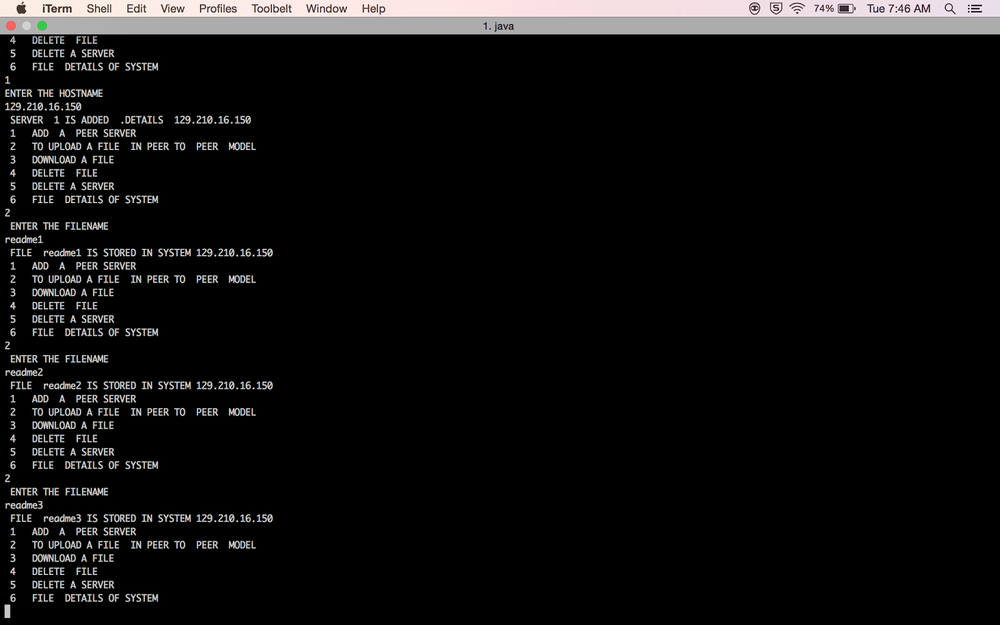 iTerm Shell Edit View Profiles Toolbelt Window Help 74% Tue 7:46 AM
1. java
4 DELETE FILE
5 DELETE A SERVER
6 FILE DETAILS OF SYSTEM
1
ENTER THE HOSTNAME
129.210.16.150
SERVER 1 IS ADDED .DETAILS 129.210.16.150
1 ADD A PEER SERVER
2 TO UPLOAD A FILE IN PEER TO PEER MODEL
3 DOWNLOAD A FILE
4 DELETE FILE
5 DELETE A SERVER
6 FILE DETAILS OF SYSTEM
2
ENTER THE FILENAME
readme1
FILE readme1 IS STORED IN SYSTEM 129.210.16.150
1 ADD A PEER SERVER
2 TO UPLOAD A FILE IN PEER TO PEER MODEL
3 DOWNLOAD A FILE
4 DELETE FILE
5 DELETE A SERVER
6 FILE DETAILS OF SYSTEM
2
ENTER THE FILENAME
readme2
FILE readme2 IS STORED IN SYSTEM 129.210.16.150
1 ADD A PEER SERVER
2 TO UPLOAD A FILE IN PEER TO PEER MODEL
3 DOWNLOAD A FILE
4 DELETE FILE
5 DELETE A SERVER
6 FILE DETAILS OF SYSTEM
2
ENTER THE FILENAME
readme3
FILE readme3 IS STORED IN SYSTEM 129.210.16.150
1 ADD A PEER SERVER
2 TO UPLOAD A FILE IN PEER TO PEER MODEL
3 DOWNLOAD A FILE
4 DELETE FILE
5 DELETE A SERVER
6 FILE DETAILS OF SYSTEM